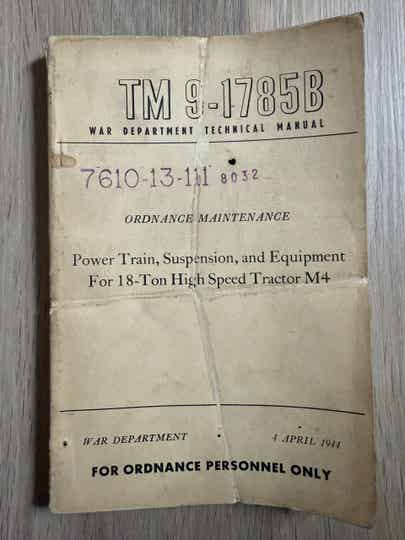 TM 9-1785B
WAR DEPARTMENT TECHNICAL MANUAL
7610-13-111 8032
ORDNANCE MAINTENANCE
Power Train, Suspension, and Equipment
For 18-Ton High Speed Tractor M4
WAR DEPARTMENT 4 APRIL 1944
FOR ORDNANCE PERSONNEL ONLY